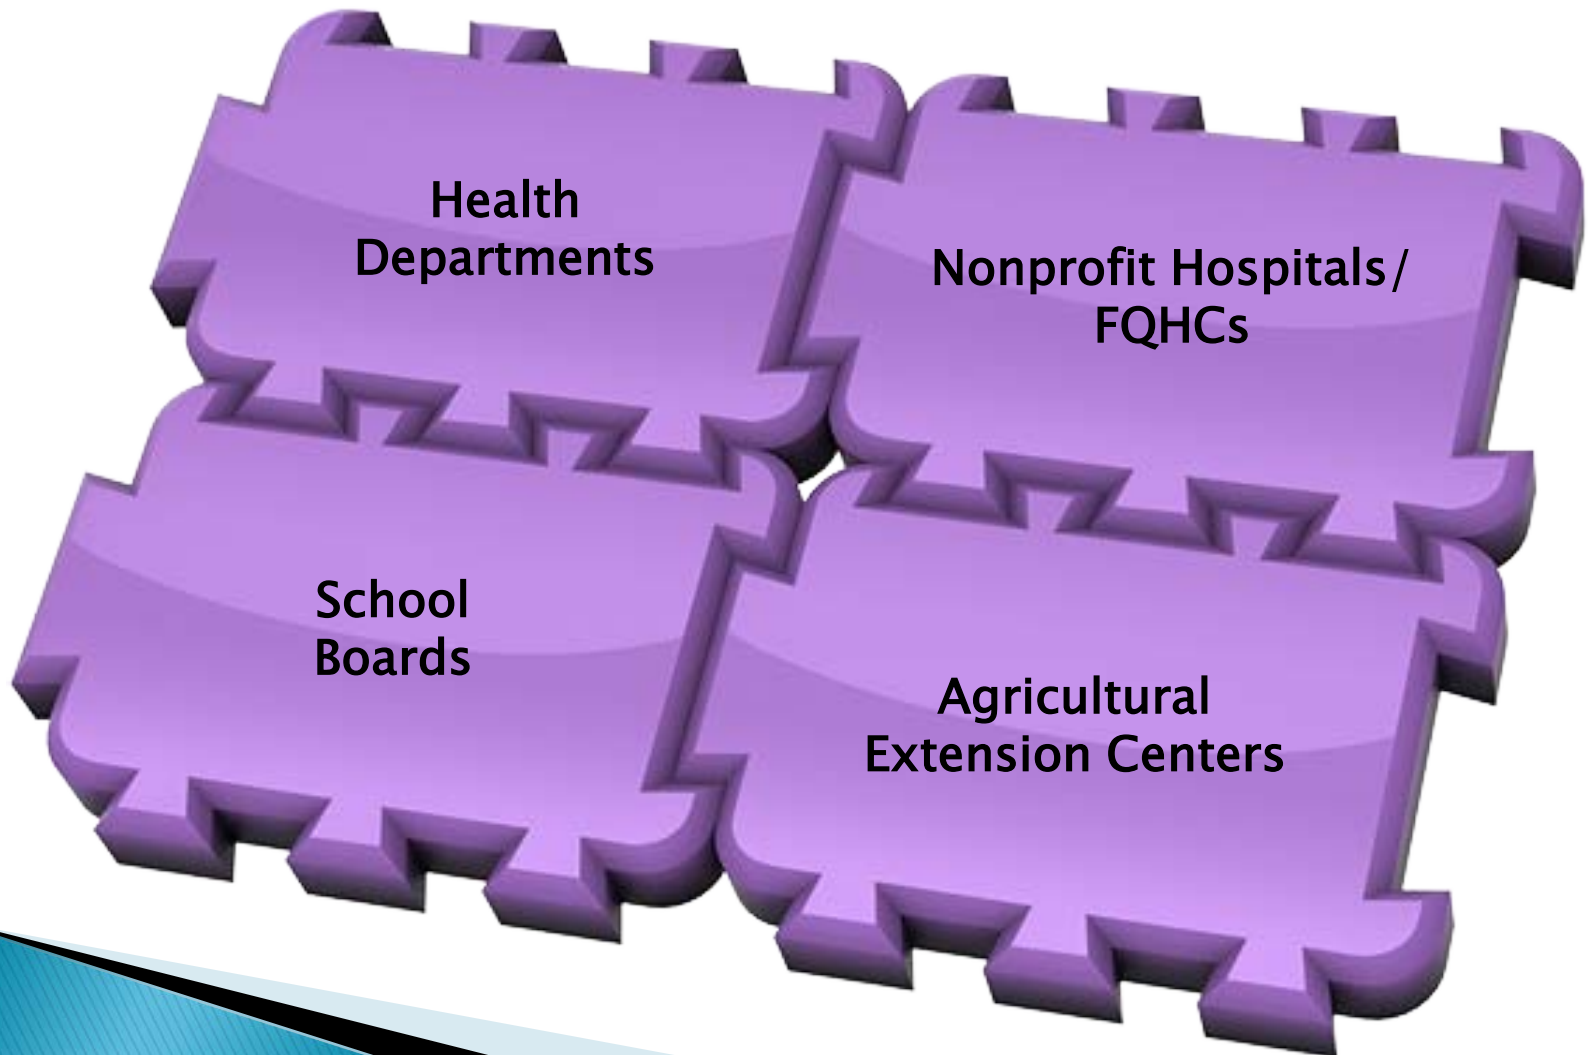 Health
Departments
Nonprofit Hospitals/
FQHCs
School
Boards
Agricultural
Extension Centers